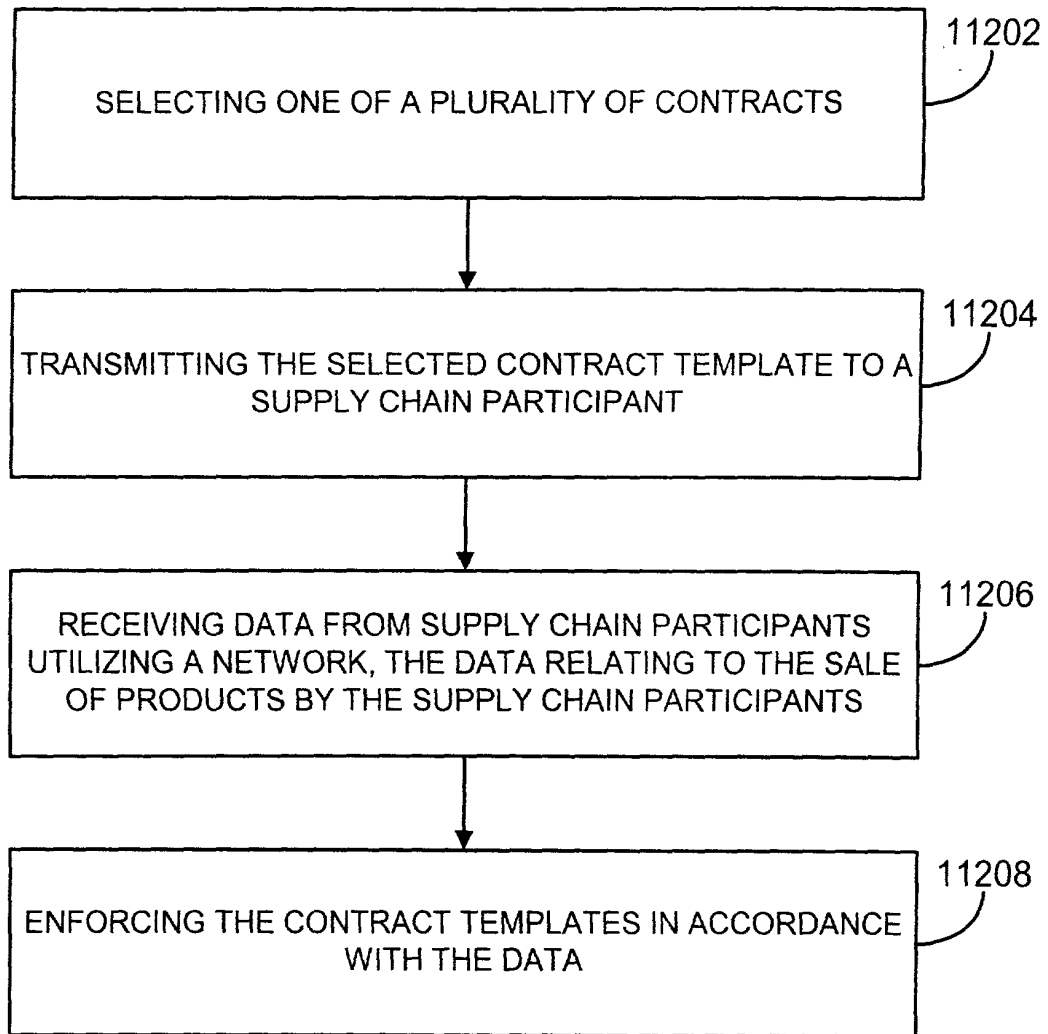 11202
SELECTING ONE OF A PLURALITY OF CONTRACTS
11204
TRANSMITTING THE SELECTED CONTRACT TEMPLATE TO A
SUPPLY CHAIN PARTICIPANT
11206
RECEIVING DATA FROM SUPPLY CHAIN PARTICIPANTS
UTILIZING A NETWORK, THE DATA RELATING TO THE SALE
OF PRODUCTS BY THE SUPPLY CHAIN PARTICIPANTS
11208
ENFORCING THE CONTRACT TEMPLATES IN ACCORDANCE
WITH THE DATA